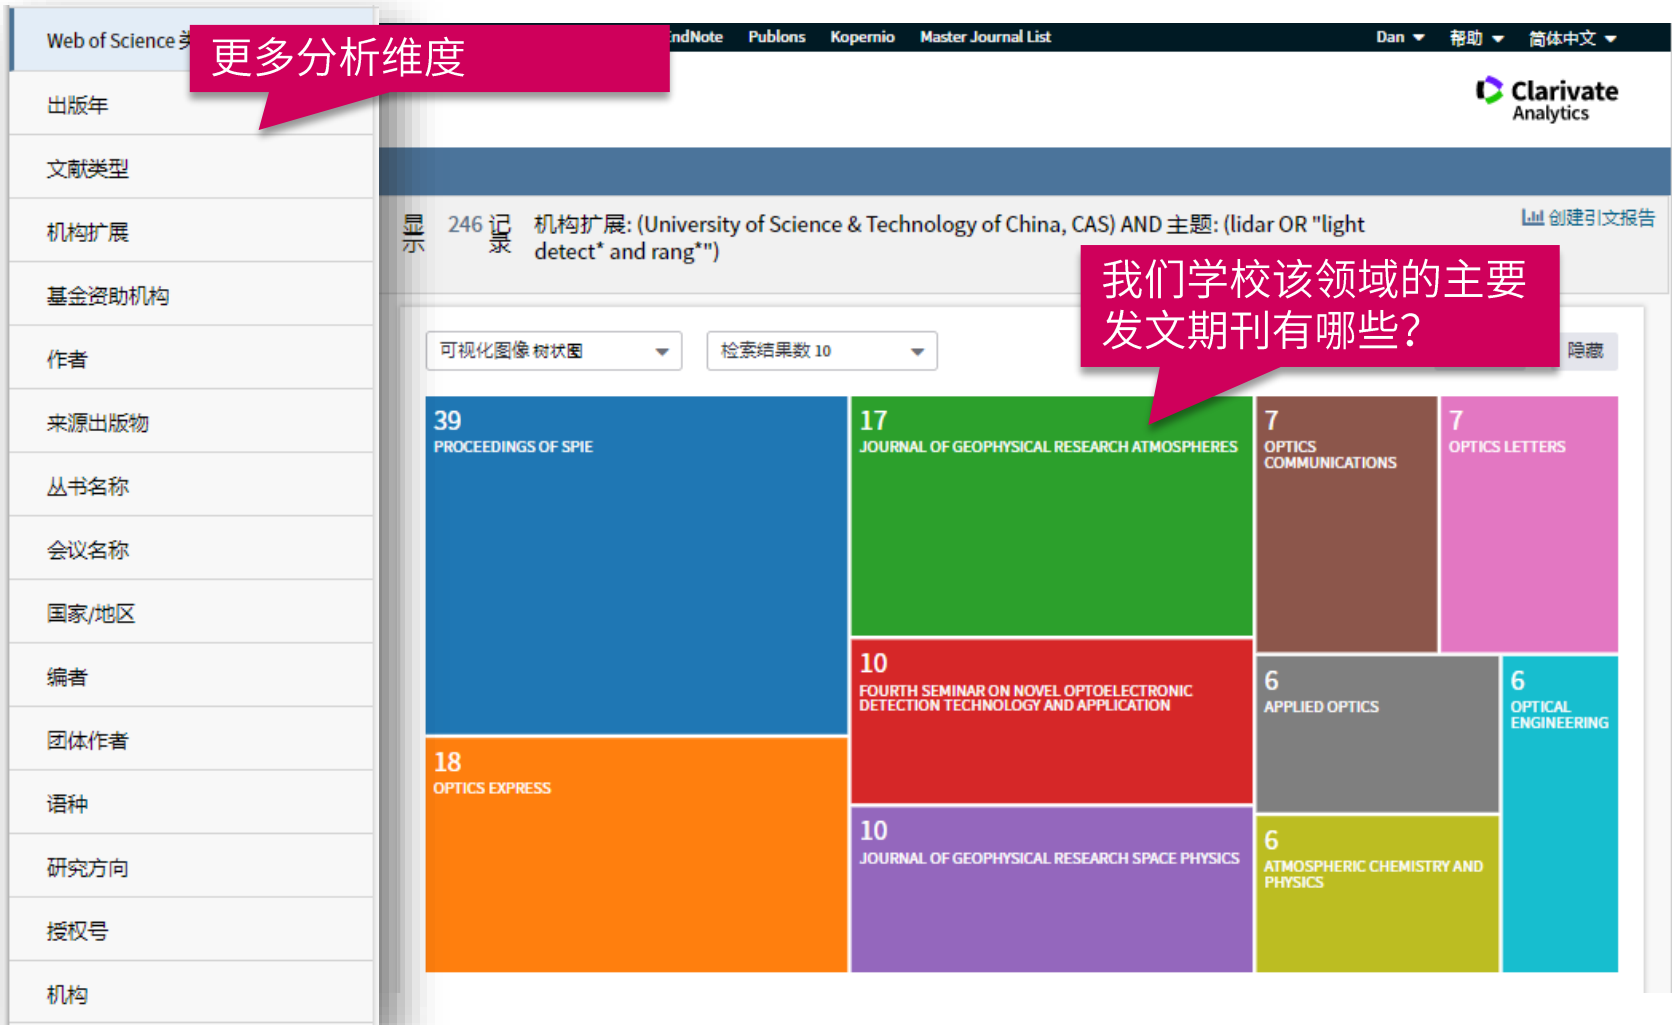 Web of Science
更多分析维度
出版年
文献类型
机构扩展
基金资助机构
作者
来源出版物
丛书名称
会议名称
国家/地区
编者
团体作者
语种
研究方向
授权号
机构
EndNote Publons Kopernio Master Journal List
Dan 帮助 简体中文
Clarivate
Analytics
显示 246 记录 机构扩展: (University of Science & Technology of China, CAS) AND 主题: (lidar OR "light
detect* and rang*")
创建引文报告
我们学校该领域的主要
发文期刊有哪些?
可视化图像 树状图
检索结果数 10
隐藏
39
PROCEEDINGS OF SPIE
18
OPTICS EXPRESS
17
JOURNAL OF GEOPHYSICAL RESEARCH ATMOSPHERES
10
FOURTH SEMINAR ON NOVEL OPTOELECTRONIC
DETECTION TECHNOLOGY AND APPLICATION
10
JOURNAL OF GEOPHYSICAL RESEARCH SPACE PHYSICS
7
OPTICS
COMMUNICATIONS
7
OPTICS LETTERS
6
APPLIED OPTICS
6
OPTICAL
ENGINEERING
6
ATMOSPHERIC CHEMISTRY AND
PHYSICS